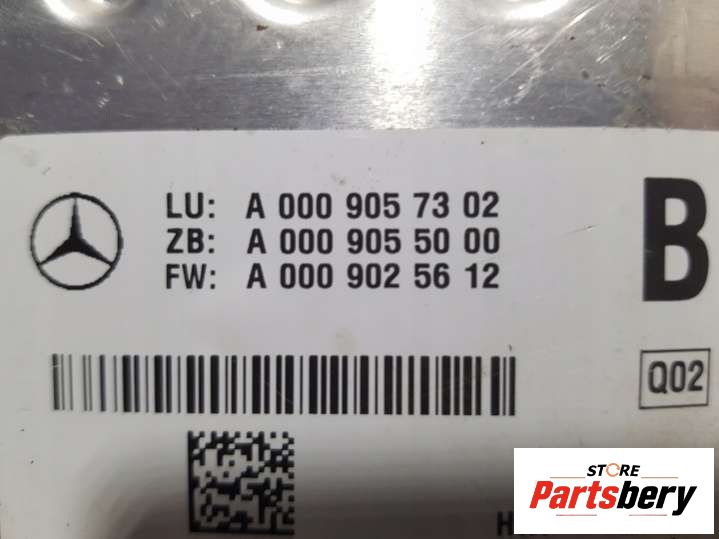 LU: A 000 905 73 02
ZB: A 000 905 50 00
FW: A 000 902 56 12
B
Q02
STORE
Partsbery